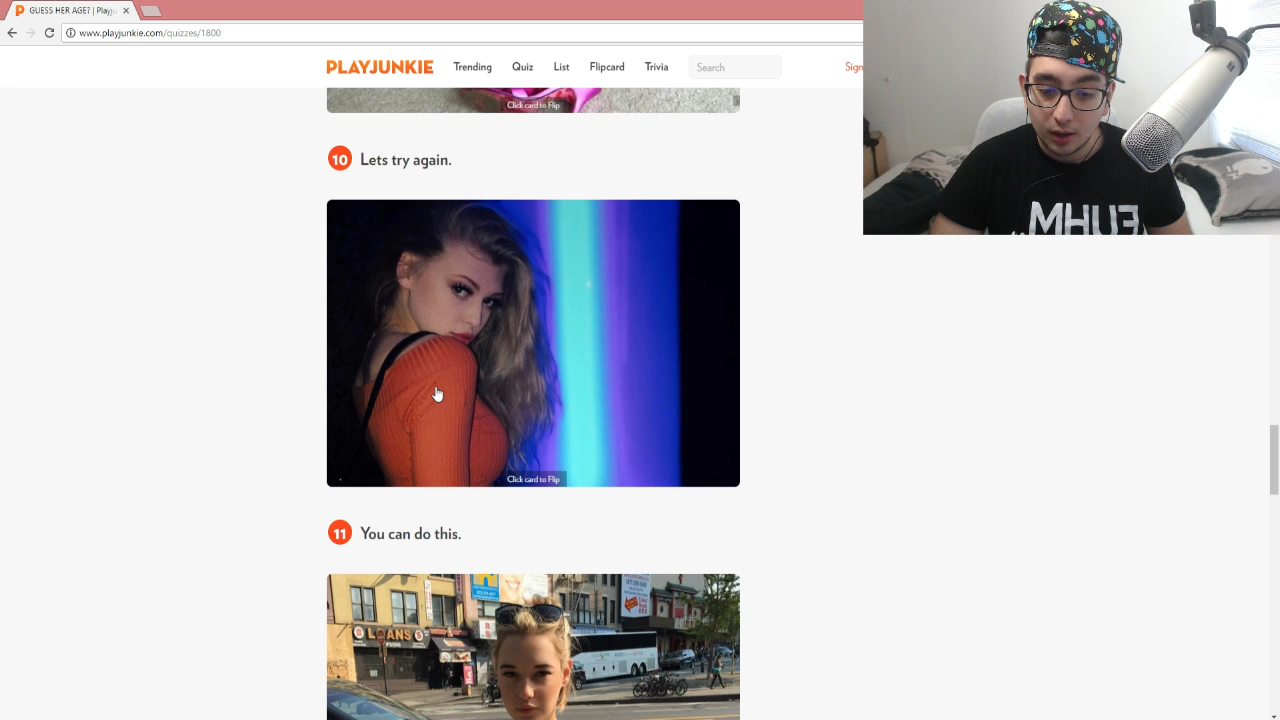 GUESS HER AGE? | Playj
www.playjunkie.com/quizzes/1800
PLAYJUNKIE Trending Quiz List Flipcard Trivia Search Sign
Click card to Flip
10 Lets try again.
Click card to Flip
11 You can do this.
LOANS